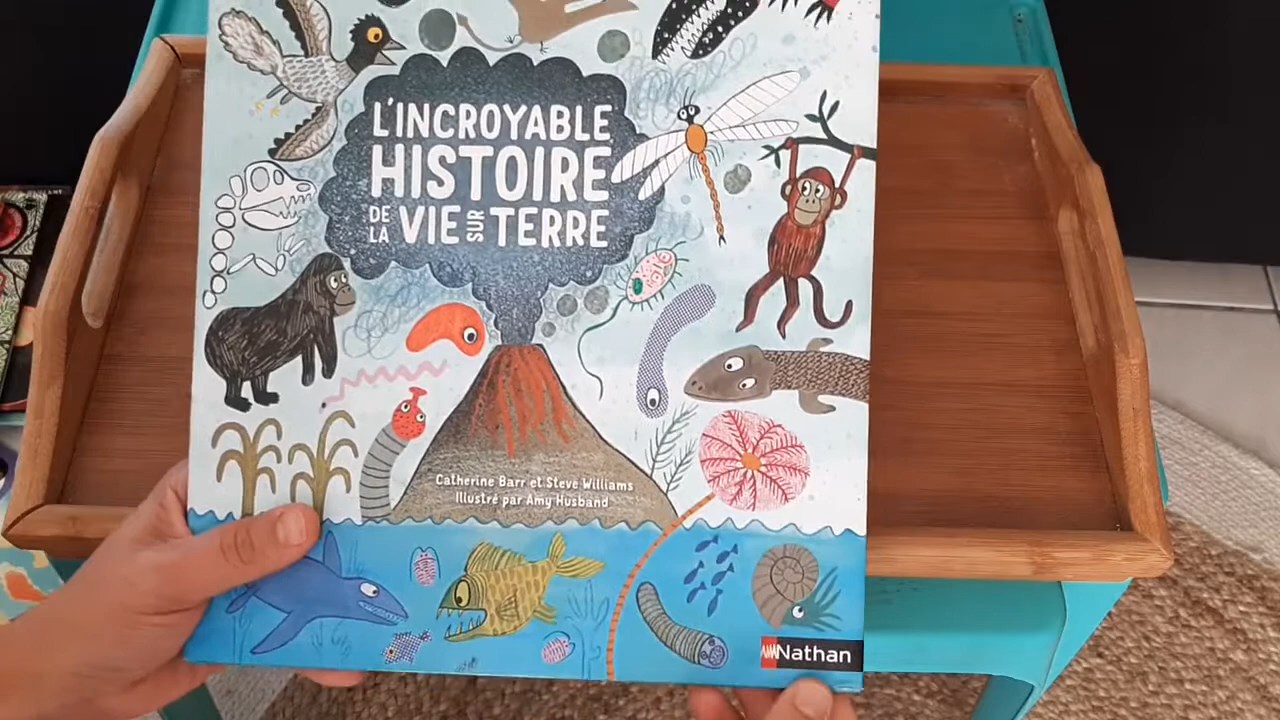 L'INCROYABLE
HISTOIRE
DE LA VIE SUR TERRE
Catherine Barr et Steve Williams
Illustré par Amy Husband
Nathan